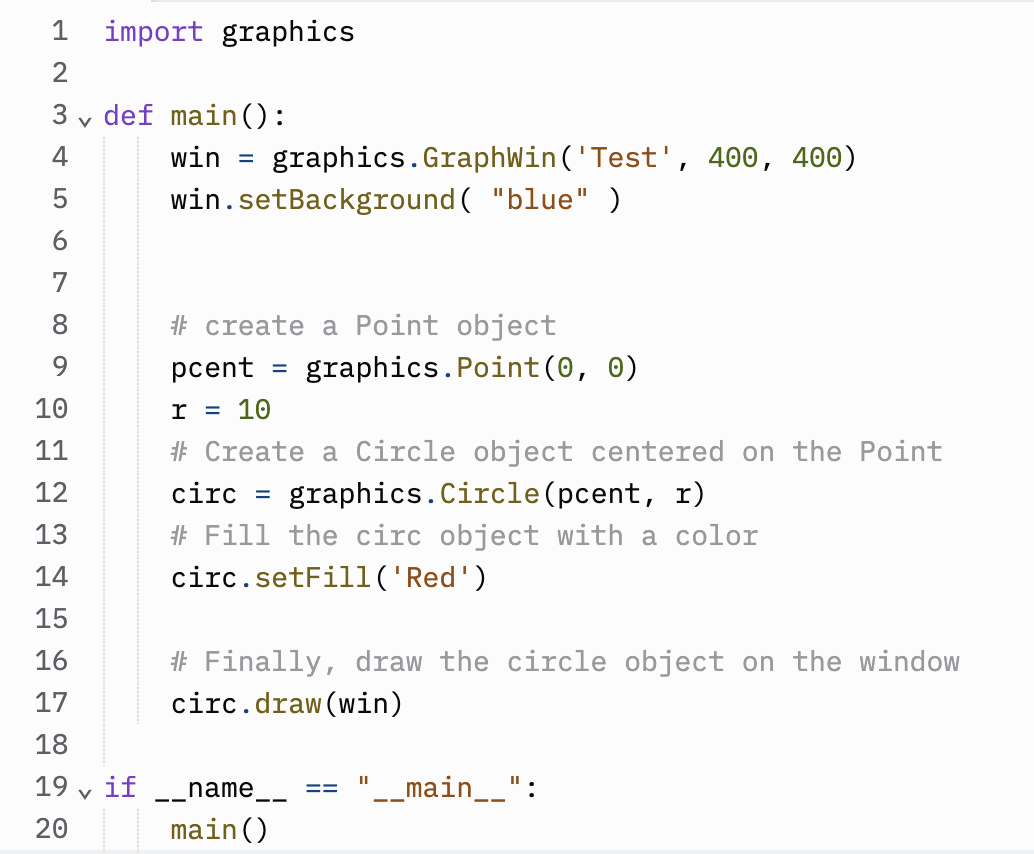 1 import graphics
2
3 def main():
4     win = graphics.GraphWin('Test', 400, 400)
5     win.setBackground( "blue" )
6
7
8     # create a Point object
9     pcent = graphics.Point(0, 0)
10     r = 10
11     # Create a Circle object centered on the Point
12     circ = graphics.Circle(pcent, r)
13     # Fill the circ object with a color
14     circ.setFill('Red')
15
16     # Finally, draw the circle object on the window
17     circ.draw(win)
18
19 if __name__ == "__main__":
20     main()